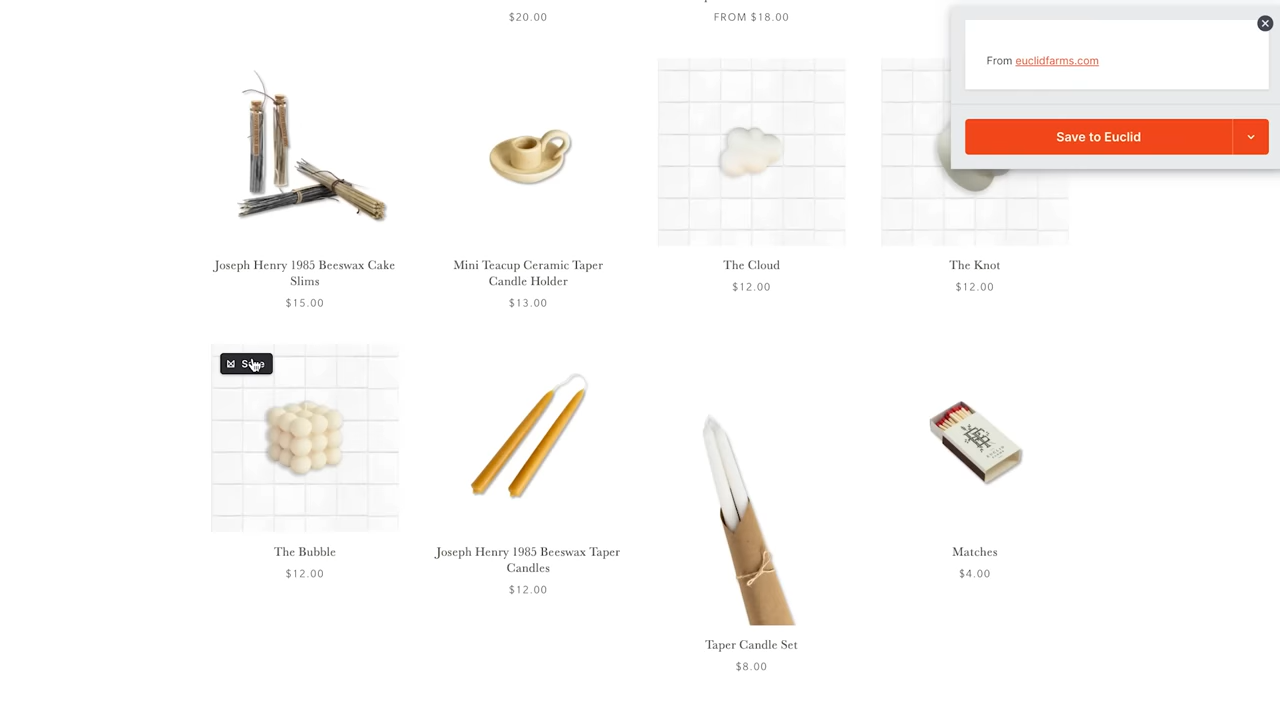 $20.00
FROM $18.00
From euclidfarms.com
Save to Euclid
Joseph Henry 1985 Beeswax Cake
Slims
$15.00
Mini Teacup Ceramic Taper
Candle Holder
$13.00
The Cloud
$12.00
The Knot
$12.00
The Bubble
$12.00
Joseph Henry 1985 Beeswax Taper
Candles
$12.00
Taper Candle Set
$8.00
Matches
$4.00